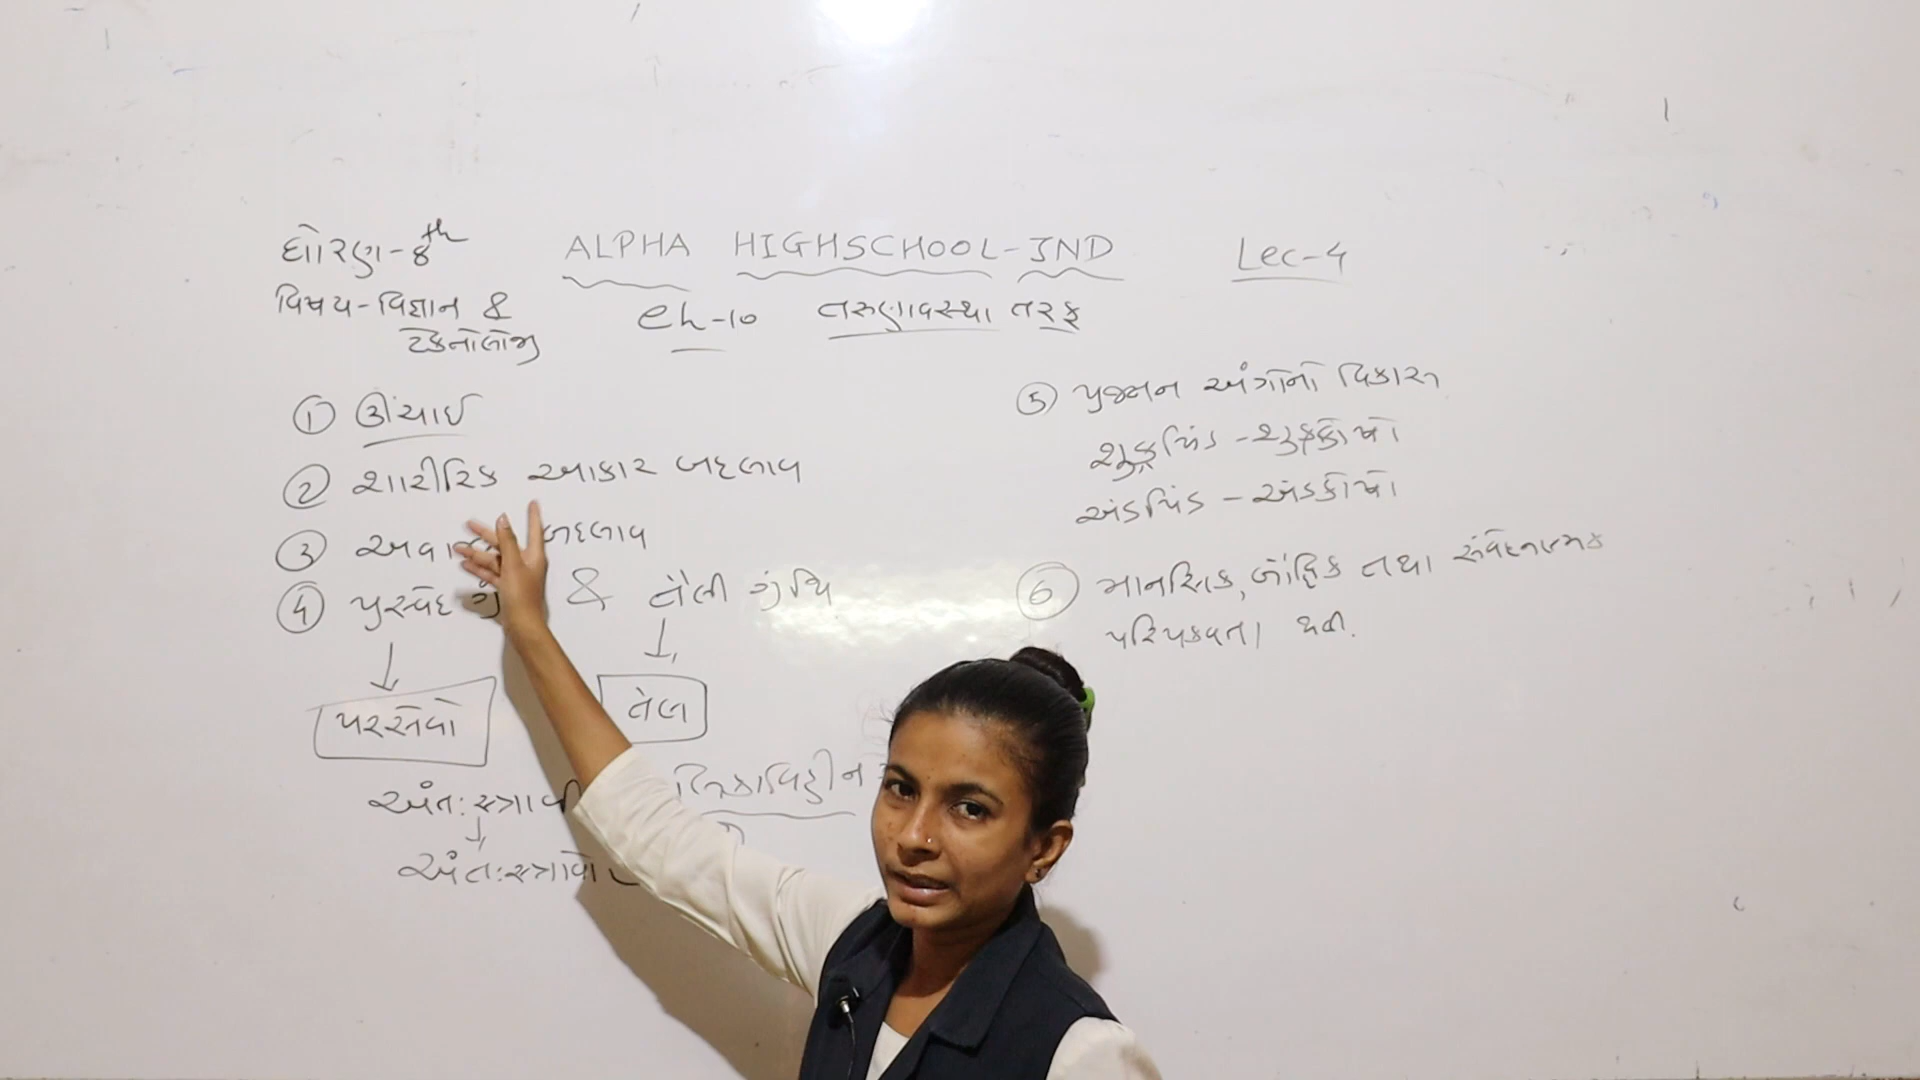 ધોરણ-8th
ALPHA HIGHSCHOOL-JND
Lec-4
વિષય-વિજ્ઞાન &
ટેકનોલોજી
ch-10 તરુણાવસ્થા તરફ
① ઊંચાઈ
② શારીરિક આકાર બદલાવ
③ બદલાવ
④ પ્રસ્વેદ & તૈલી ગ્રંથિ
↓ ↓
પરસેવો તેલ
અંતઃસ્ત્રાવી
↓
અંતઃસ્ત્રાવો
⑤ પ્રજનન અંગોનો વિકાસ
શુક્રપિંડ - શુક્રકોષો
અંડપિંડ - અંડકોષો
⑥ માનસિક, બૌદ્ધિક તથા સંવેદનાત્મક
પરિપક્વતા થવી.